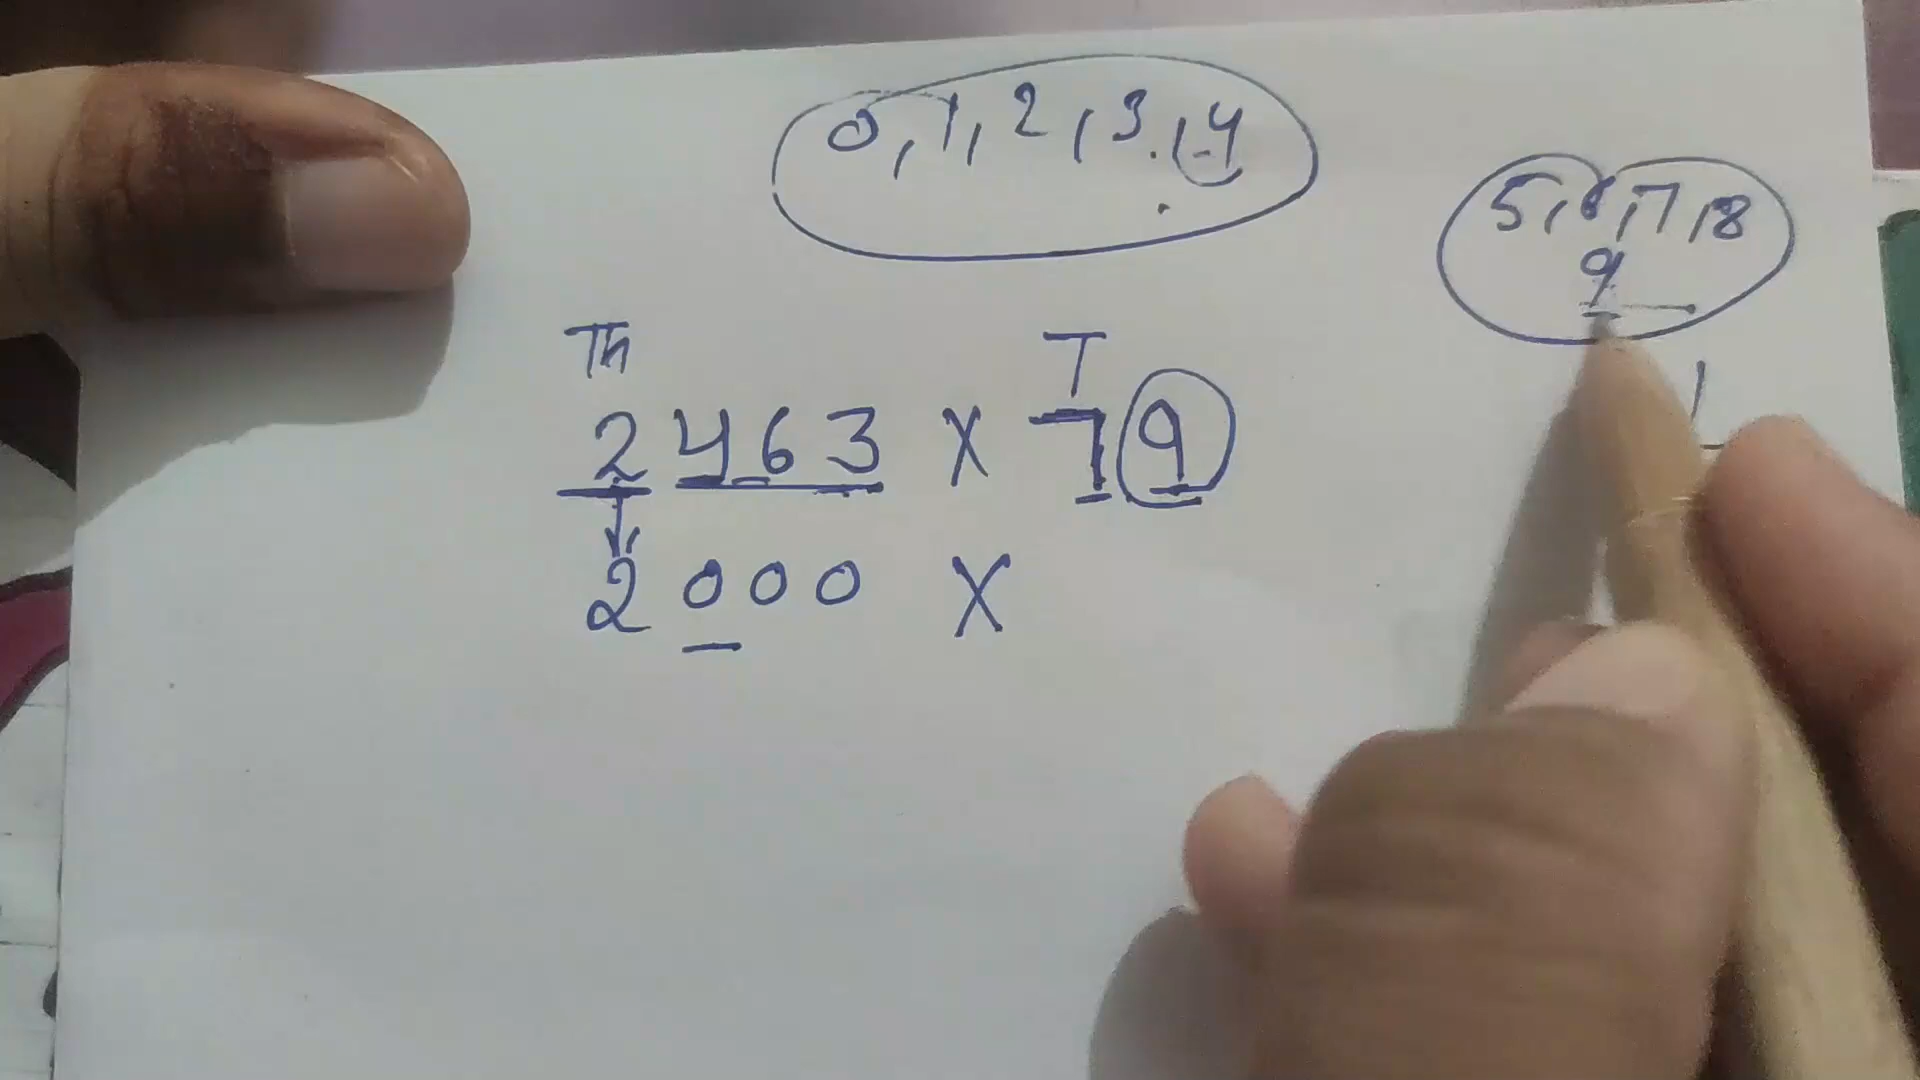 0, 1, 2, 3, 4
5, 6, 7, 8
9
Th T
2463 X 79
2000 X